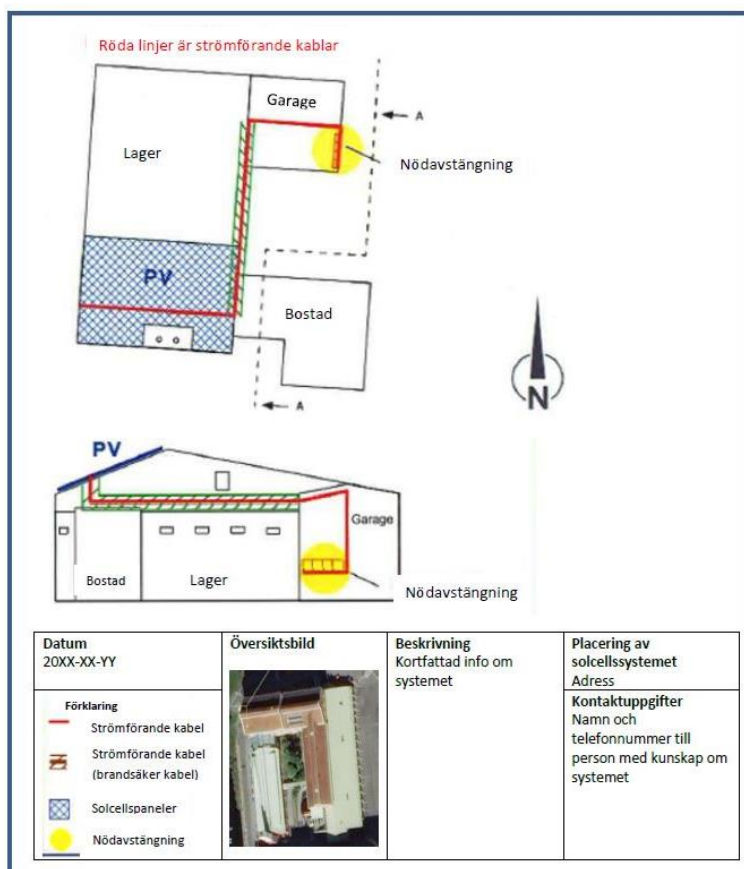 Röda linjer är strömförande kablar
Garage
A
Lager
Nödavstängning
PV
Bostad
A
N
PV
Garage
Bostad
Lager
Nödavstängning
Datum
20XX-XX-YY
Översiktsbild
Beskrivning
Kortfattad info om
systemet
Placering av
solcellssystemet
Adress
Förklaring
Strömförande kabel
Strömförande kabel
(brandsäker kabel)
Solcellspaneler
Nödavstängning
Kontaktuppgifter
Namn och
telefonnummer till
person med kunskap om
systemet